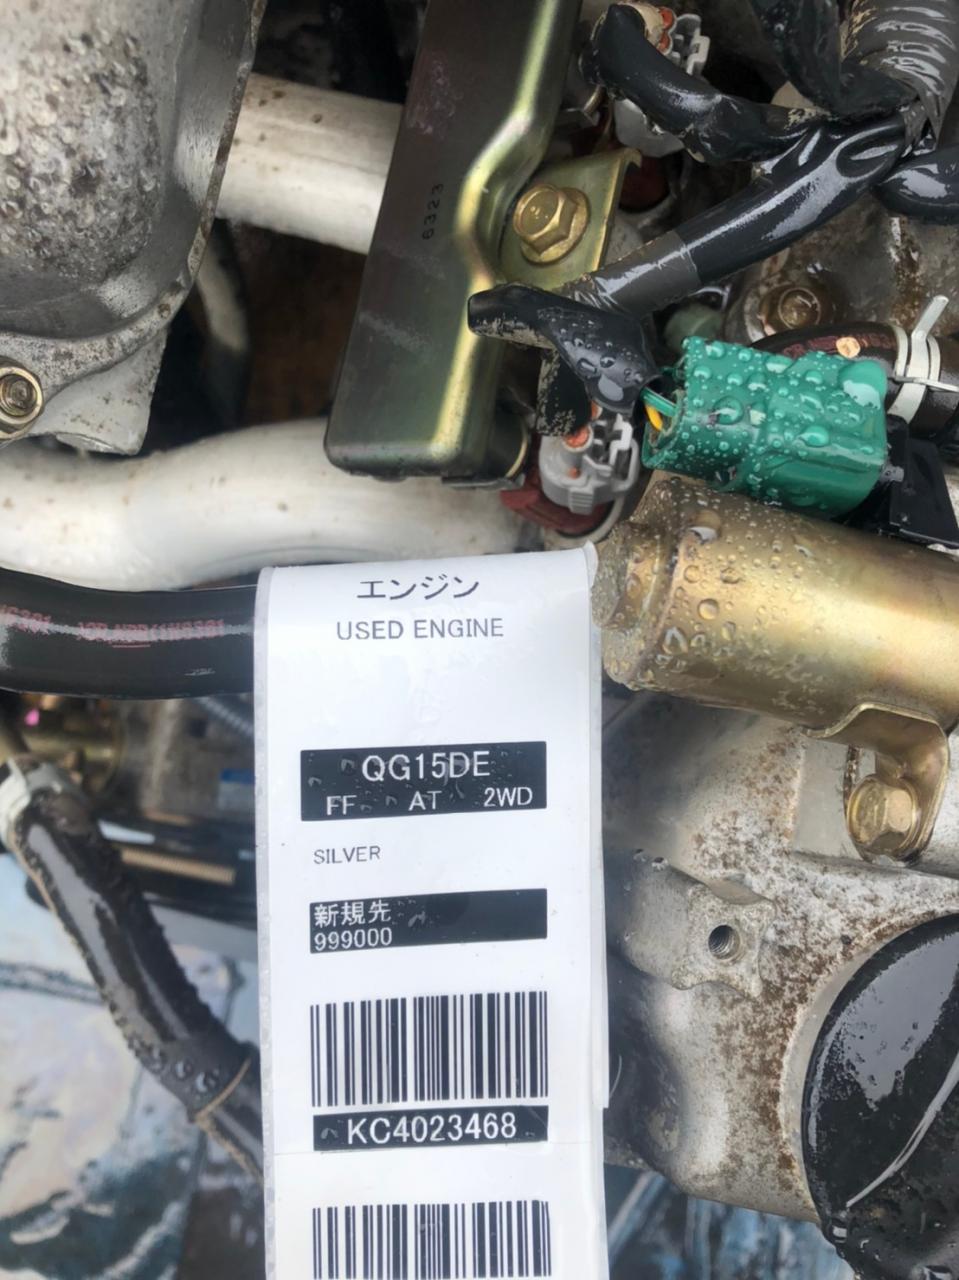 6323
エンジン
USED ENGINE
QG15DE
FF AT 2WD
SILVER
新規先
999000
KC4023468